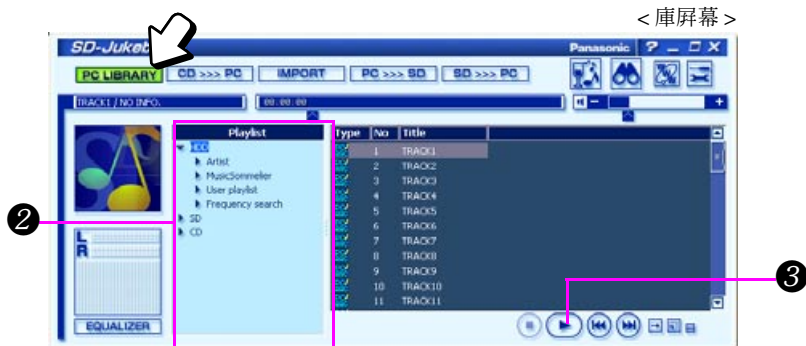 <庫屏幕>
SD-Juke
Panasonic
PC LIBRARY CD >>> PC IMPORT PC >>> SD SD >>> PC
TRACK1 / NO INFO. 00:00:00
Playlist Type No Title
HDD 1 TRACK1
Artist 2 TRACK2
MusicSommelier 3 TRACK3
User playlist 4 TRACK4
Frequency search 5 TRACK5
SD 6 TRACK6
CD 7 TRACK7
8 TRACK8
9 TRACK9
10 TRACK10
11 TRACK11
L
R
EQUALIZER
2
3